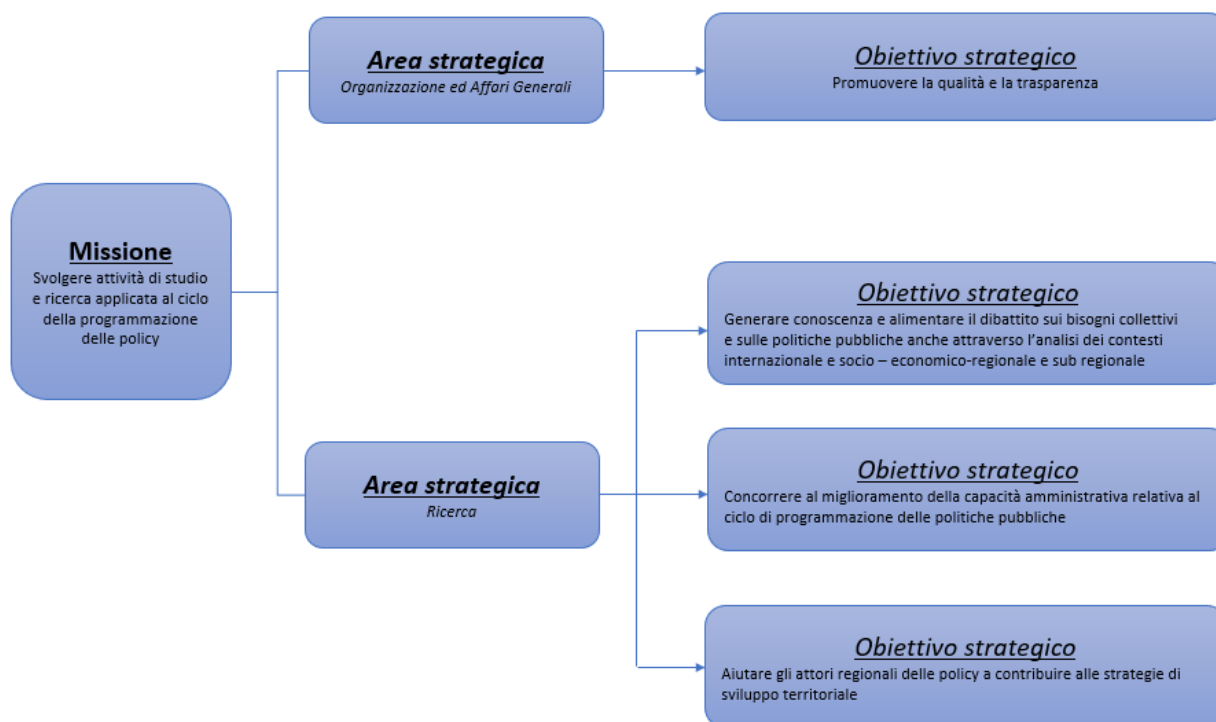 Missione
Svolgere attività di studio
e ricerca applicata al ciclo
della programmazione
delle policy
Area strategica
Organizzazione ed Affari Generali
Obiettivo strategico
Promuovere la qualità e la trasparenza
Area strategica
Ricerca
Obiettivo strategico
Generare conoscenza e alimentare il dibattito sui bisogni collettivi
e sulle politiche pubbliche anche attraverso l’analisi dei contesti
internazionale e socio – economico-regionale e sub regionale
Obiettivo strategico
Concorrere al miglioramento della capacità amministrativa relativa al
ciclo di programmazione delle politiche pubbliche
Obiettivo strategico
Aiutare gli attori regionali delle policy a contribuire alle strategie di
sviluppo territoriale